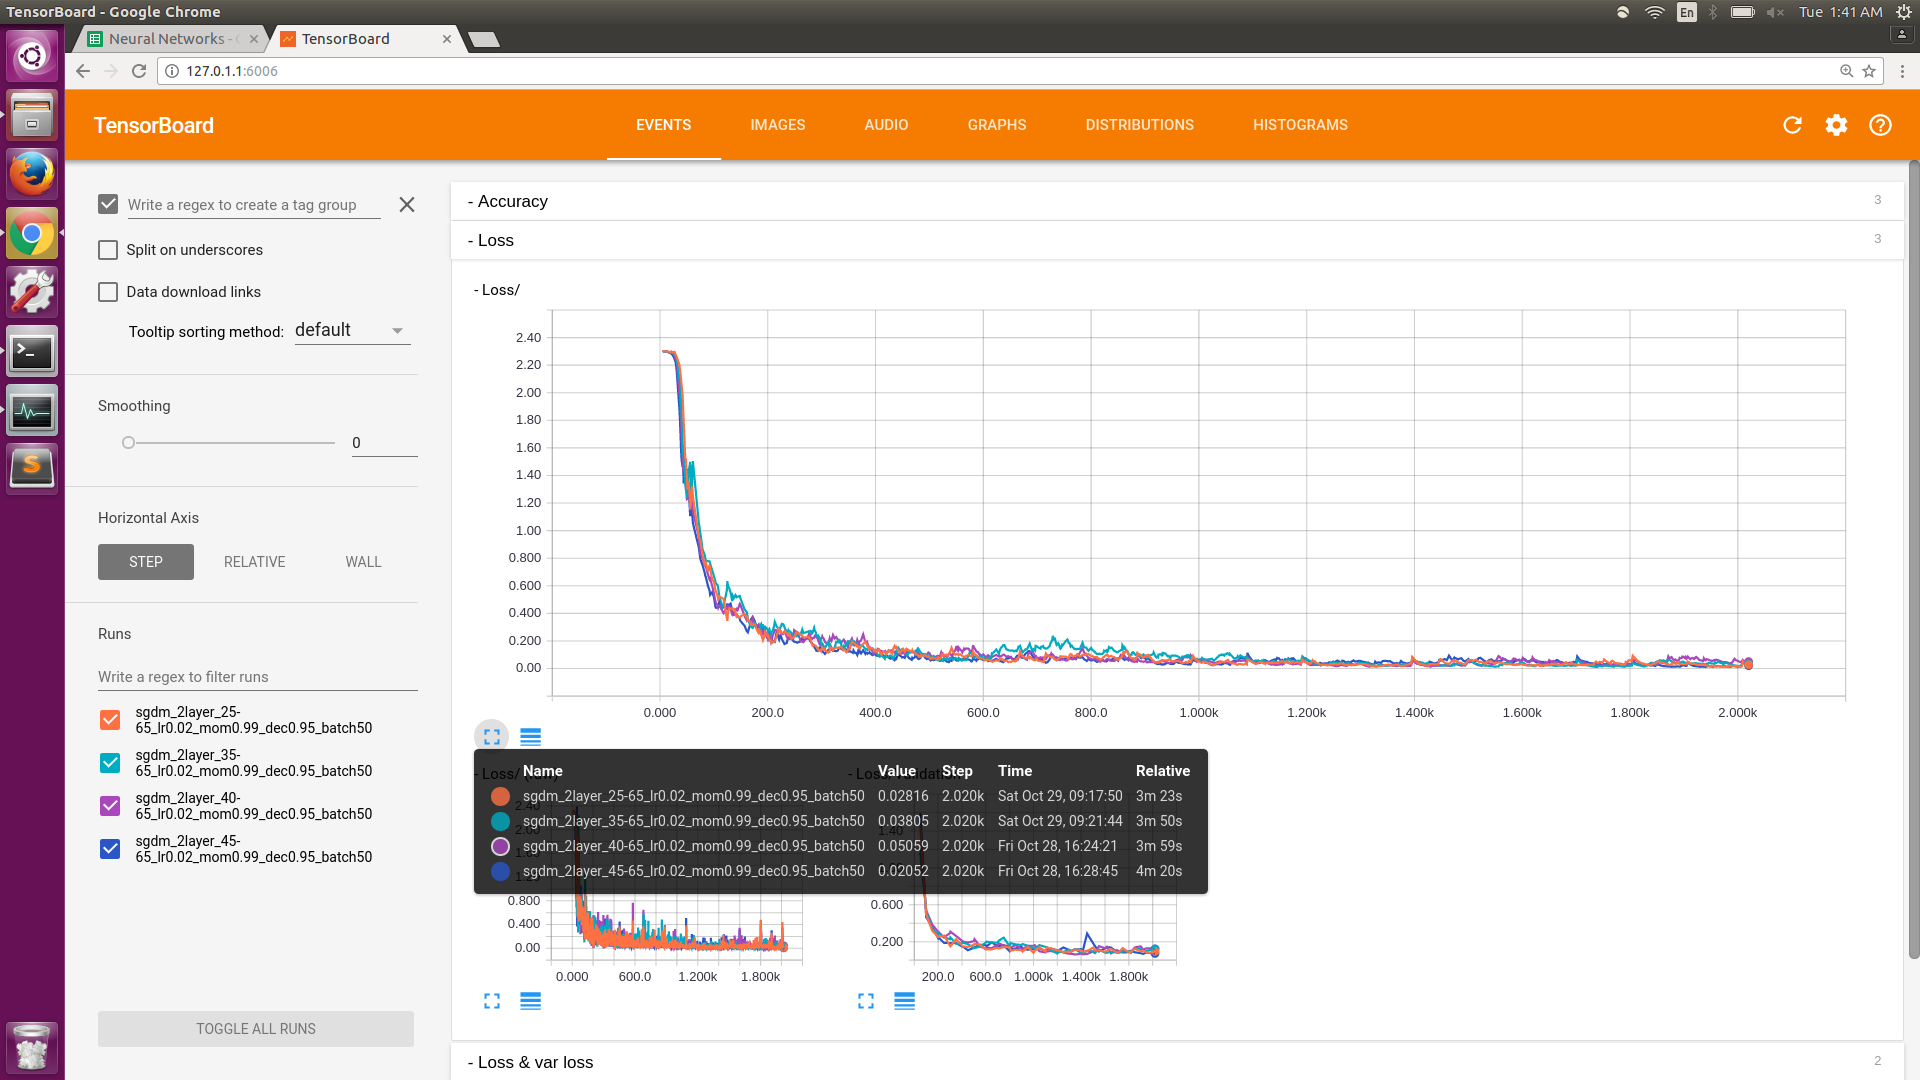 TensorBoard - Google Chrome
En
Tue 1:41 AM
Neural Networks -
TensorBoard
127.0.1.1:6006
TensorBoard
EVENTS
IMAGES
AUDIO
GRAPHS
DISTRIBUTIONS
HISTOGRAMS
Write a regex to create a tag group
Split on underscores
Data download links
Tooltip sorting method: default
Smoothing
0
Horizontal Axis
STEP
RELATIVE
WALL
Runs
Write a regex to filter runs
sgdm_2layer_25-
65_lr0.02_mom0.99_dec0.95_batch50
sgdm_2layer_35-
65_lr0.02_mom0.99_dec0.95_batch50
sgdm_2layer_40-
65_lr0.02_mom0.99_dec0.95_batch50
sgdm_2layer_45-
65_lr0.02_mom0.99_dec0.95_batch50
TOGGLE ALL RUNS
- Accuracy
3
- Loss
3
- Loss/
2.40
2.20
2.00
1.80
1.60
1.40
1.20
1.00
0.800
0.600
0.400
0.200
0.00
0.000 200.0 400.0 600.0 800.0 1.000k 1.200k 1.400k 1.600k 1.800k 2.000k
Name Value Step Time Relative
sgdm_2layer_25-65_lr0.02_mom0.99_dec0.95_batch50 0.02816 2.020k Sat Oct 29, 09:17:50 3m 23s
sgdm_2layer_35-65_lr0.02_mom0.99_dec0.95_batch50 0.03805 2.020k Sat Oct 29, 09:21:44 3m 50s
sgdm_2layer_40-65_lr0.02_mom0.99_dec0.95_batch50 0.05059 2.020k Fri Oct 28, 16:24:21 3m 59s
sgdm_2layer_45-65_lr0.02_mom0.99_dec0.95_batch50 0.02052 2.020k Fri Oct 28, 16:28:45 4m 20s
0.800
0.400
0.00
0.000 600.0 1.200k 1.800k
0.600
0.200
200.0 600.0 1.000k 1.400k 1.800k
- Loss & var loss
2